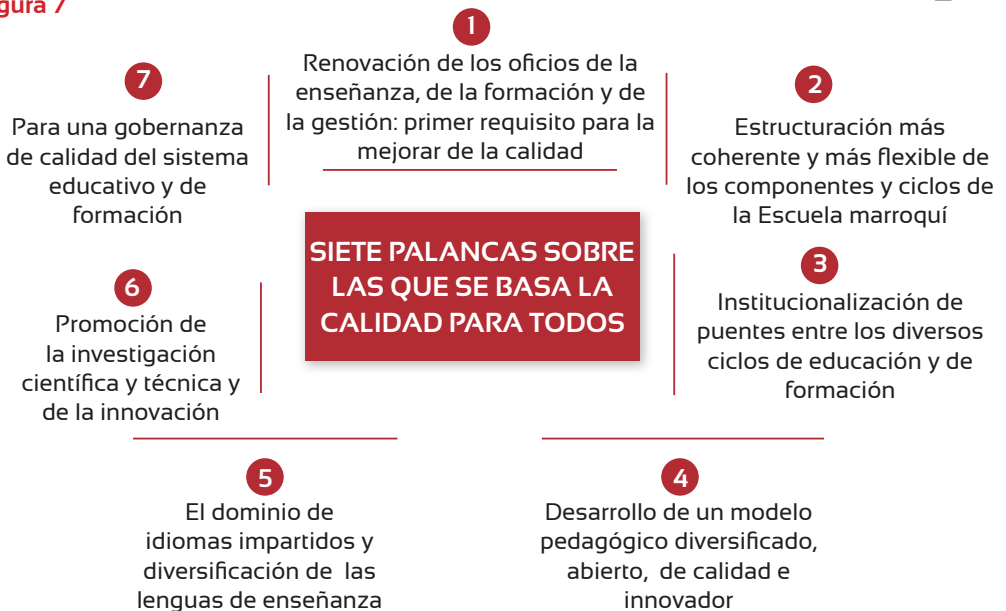 gura 7
1
Renovación de los oficios de la
enseñanza, de la formación y de
la gestión: primer requisito para la
mejorar de la calidad
2
Estructuración más
coherente y más flexible de
los componentes y ciclos de
la Escuela marroquí
3
Institucionalización de
puentes entre los diversos
ciclos de educación y de
formación
4
Desarrollo de un modelo
pedagógico diversificado,
abierto, de calidad e
innovador
5
El dominio de
idiomas impartidos y
diversificación de las
lenguas de enseñanza
6
Promoción de
la investigación
científica y técnica y
de la innovación
7
Para una gobernanza
de calidad del sistema
educativo y de
formación
SIETE PALANCAS SOBRE
LAS QUE SE BASA LA
CALIDAD PARA TODOS